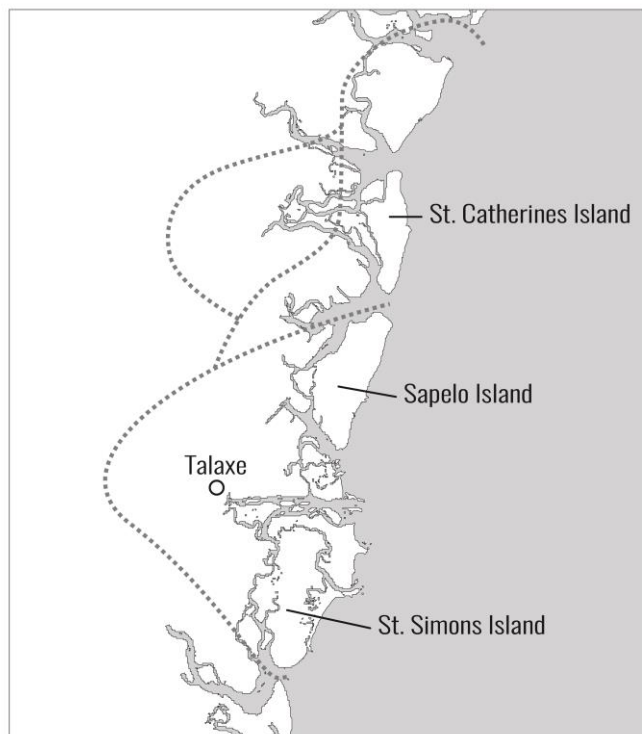 St. Catherines Island
Sapelo Island
Talaxe
St. Simons Island